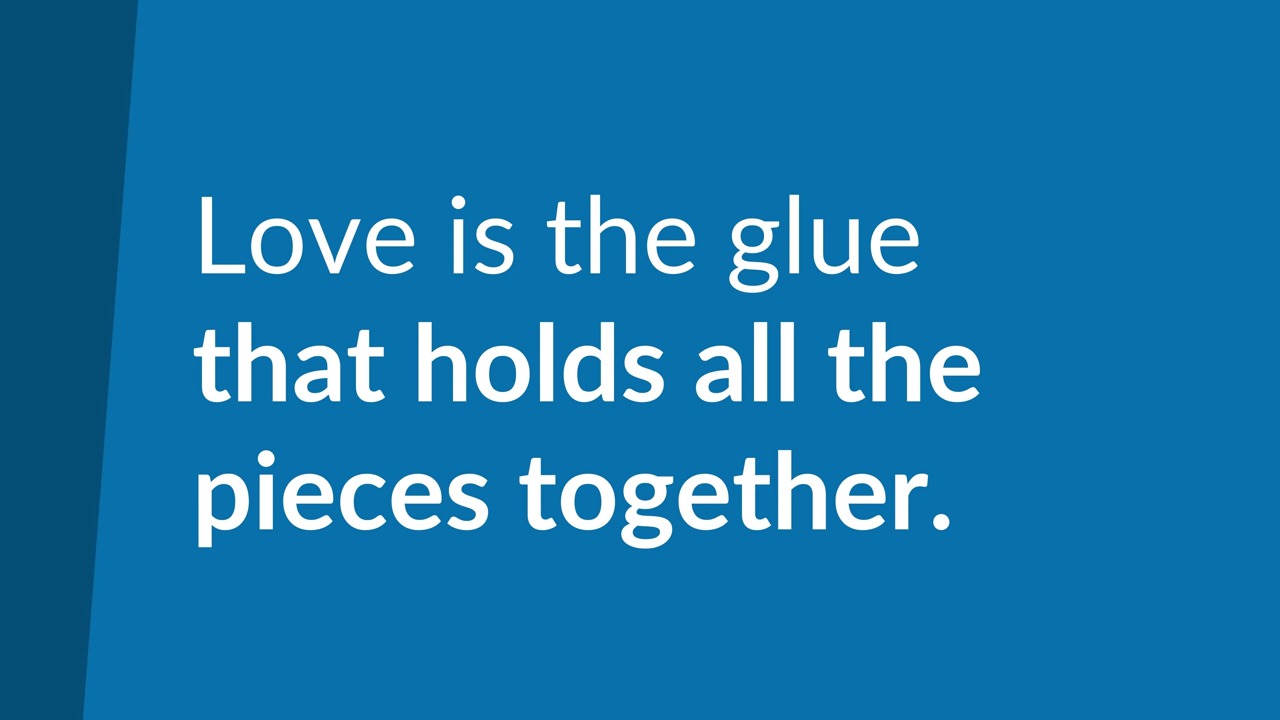 Love is the glue
that holds all the
pieces together.